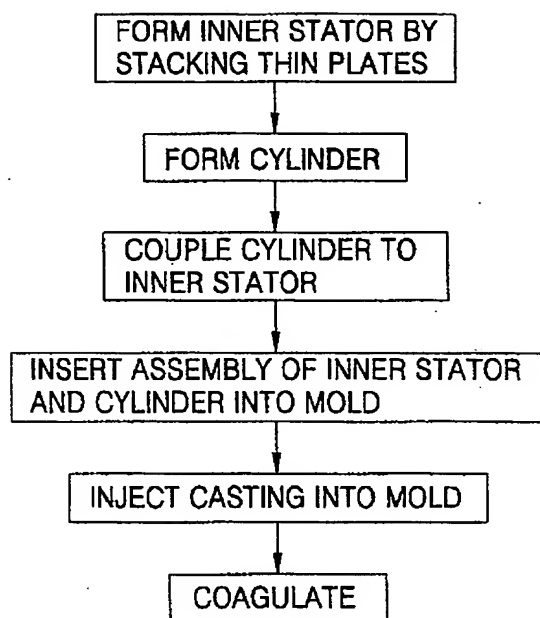 FORM INNER STATOR BY
STACKING THIN PLATES
FORM CYLINDER
COUPLE CYLINDER TO
INNER STATOR
INSERT ASSEMBLY OF INNER STATOR
AND CYLINDER INTO MOLD
INJECT CASTING INTO MOLD
COAGULATE